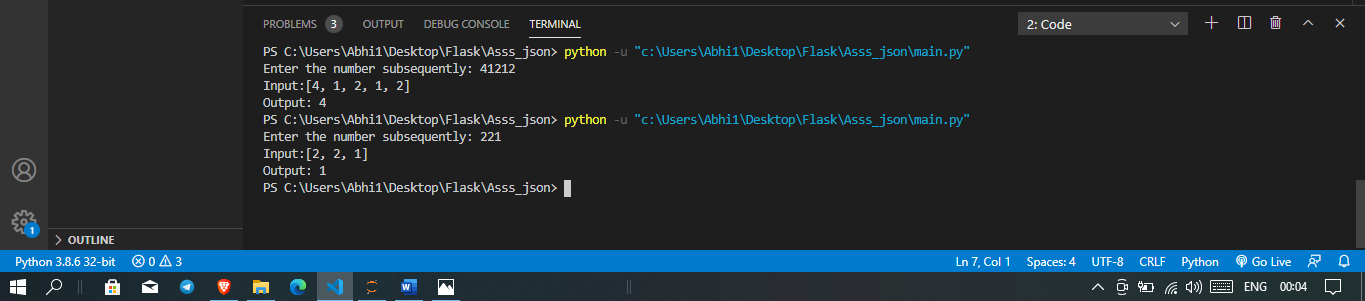 PROBLEMS 3 OUTPUT DEBUG CONSOLE TERMINAL 2: Code
PS C:\Users\Abhi1\Desktop\Flask\Asss_json> python -u "c:\Users\Abhi1\Desktop\Flask\Asss_json\main.py"
Enter the number subsequently: 41212
Input:[4, 1, 2, 1, 2]
Output: 4
PS C:\Users\Abhi1\Desktop\Flask\Asss_json> python -u "c:\Users\Abhi1\Desktop\Flask\Asss_json\main.py"
Enter the number subsequently: 221
Input:[2, 2, 1]
Output: 1
PS C:\Users\Abhi1\Desktop\Flask\Asss_json>
1
OUTLINE
Python 3.8.6 32-bit 0 3 Ln 7, Col 1 Spaces: 4 UTF-8 CRLF Python Go Live
ENG 00:04